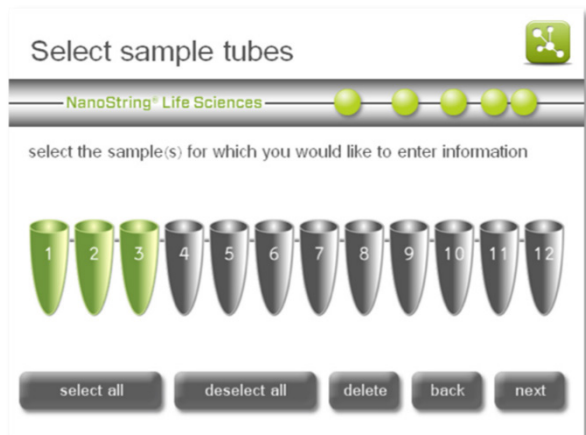 Select sample tubes
NanoString® Life Sciences
select the sample(s) for which you would like to enter information
1 2 3 4 5 6 7 8 9 10 11 12
select all deselect all delete back next